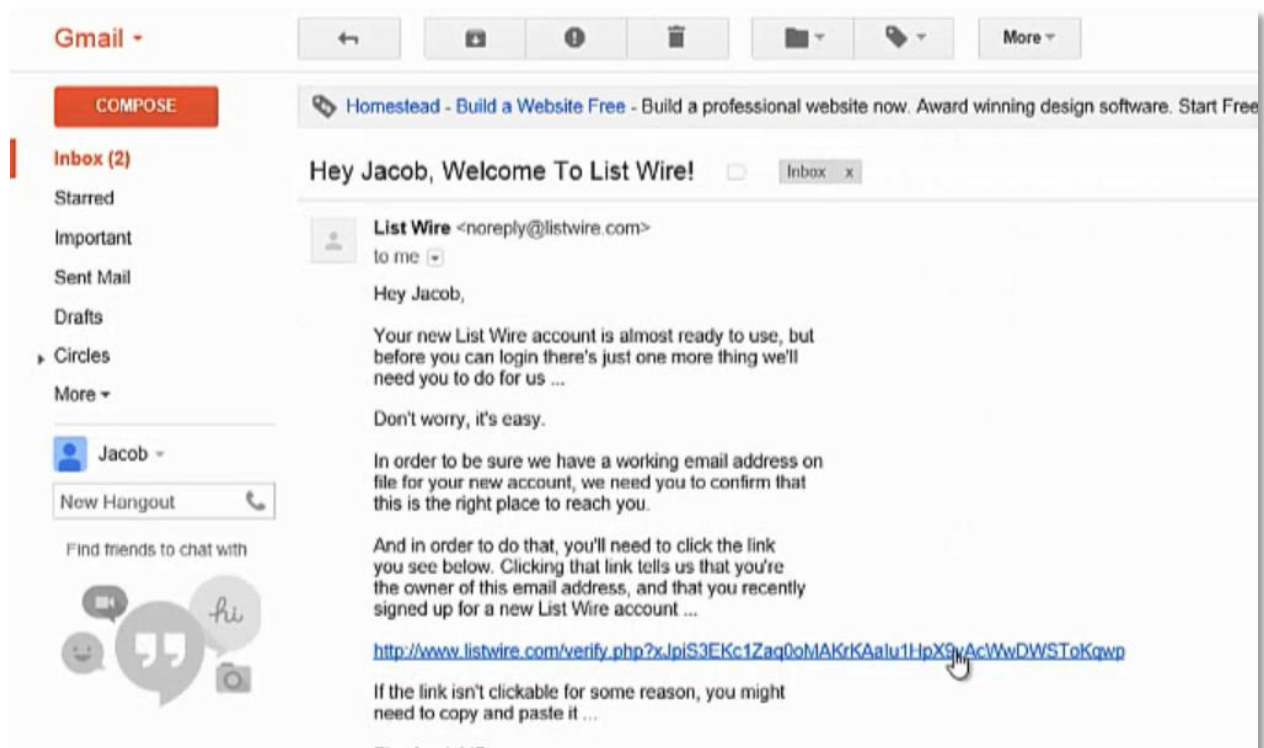 Gmail
More
COMPOSE
Homestead - Build a Website Free - Build a professional website now. Award winning design software. Start Free
Inbox (2)
Starred
Important
Sent Mail
Drafts
Circles
More
Jacob
New Hangout
Find friends to chat with
hi
Hey Jacob, Welcome To List Wire!
Inbox x
List Wire <noreply@listwire.com>
to me
Hey Jacob,
Your new List Wire account is almost ready to use, but
before you can login there's just one more thing we'll
need you to do for us ...
Don't worry, it's easy.
In order to be sure we have a working email address on
file for your new account, we need you to confirm that
this is the right place to reach you.
And in order to do that, you'll need to click the link
you see below. Clicking that link tells us that you're
the owner of this email address, and that you recently
signed up for a new List Wire account ...
If the link isn't clickable for some reason, you might
need to copy and paste it ...